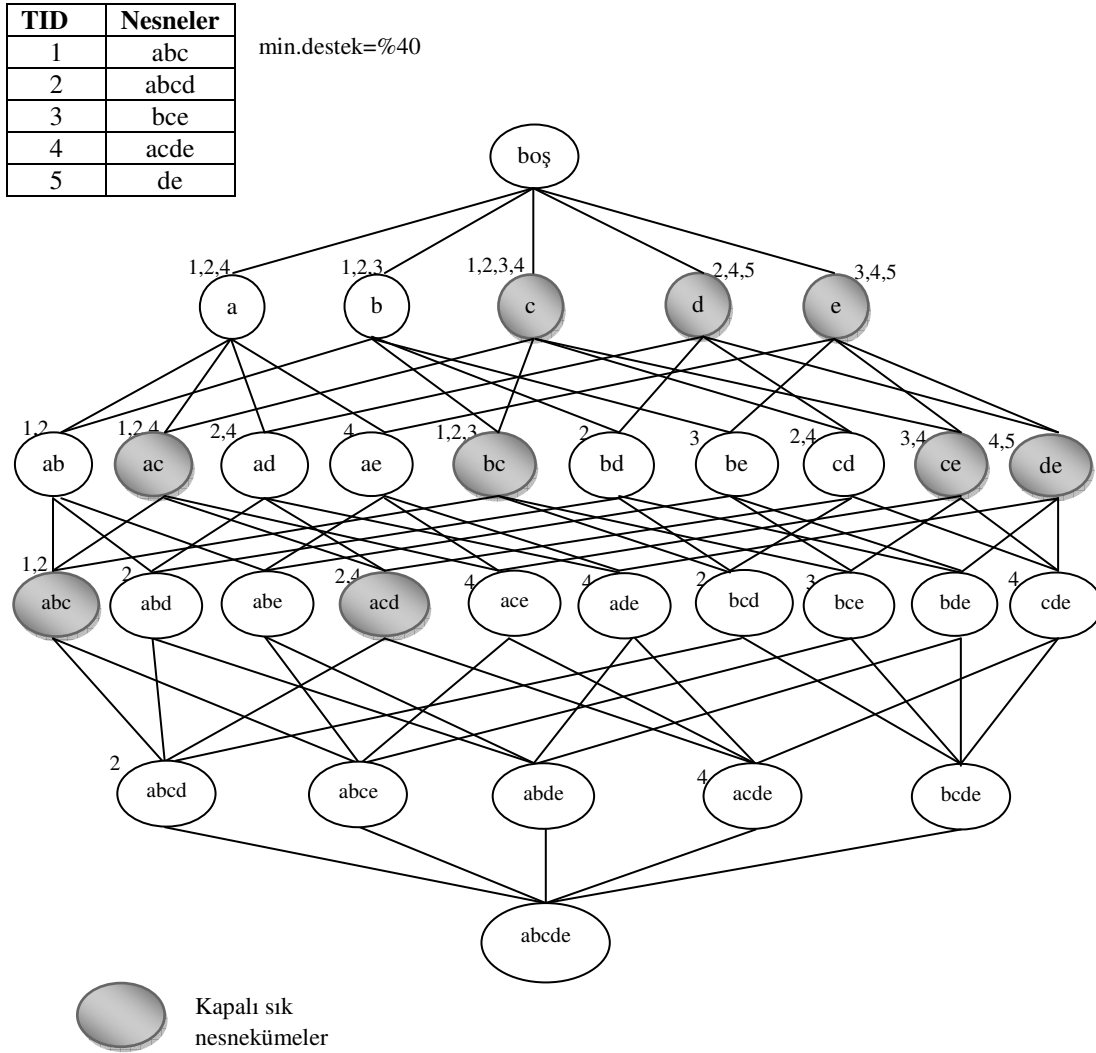 TID Nesneler
1 abc
2 abcd
3 bce
4 acde
5 de
min.destek=%40
boş
1,2,4 1,2,3 1,2,3,4 2,4,5 3,4,5
a b c d e
1,2 1,2,4 2,4 4 1,2,3 2 3 2,4 3,4 4,5
ab ac ad ae bc bd be cd ce de
1,2 2 2,4 4 4 2 3 4
abc abd abe acd ace ade bcd bce bde cde
2 4
abcd abce abde acde bcde
abcde
Kapalı sık
nesnekümeler